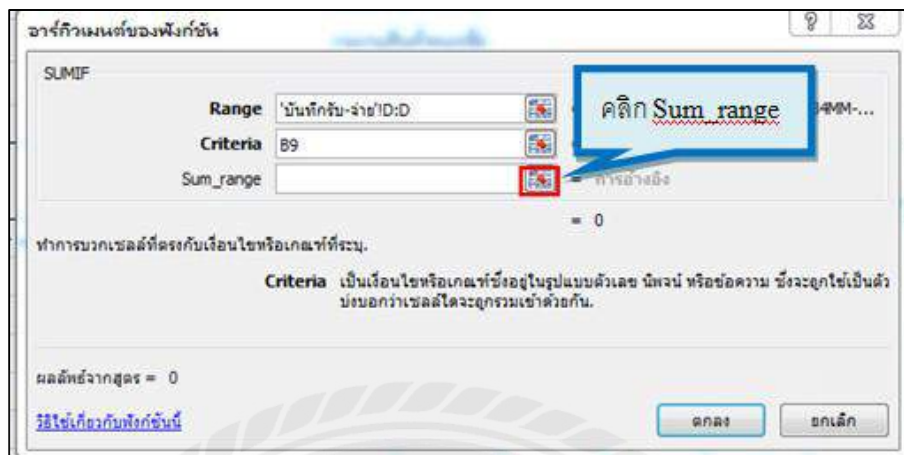 อาร์กิวเมนต์ของฟังก์ชัน
SUMIF
Range 'บันทึกรับ-จ่าย'!D:D
คลิก Sum_range
Criteria B9
Sum_range = การอ้างอิง
= 0
ทำการบวกเซลล์ที่ตรงกับเงื่อนไขหรือเกณฑ์ที่ระบุ.
Criteria เป็นเงื่อนไขหรือเกณฑ์ซึ่งอยู่ในรูปแบบตัวเลข นิพจน์ หรือข้อความ ซึ่งจะถูกใช้เป็นตัว
บ่งบอกว่าเซลล์ใดจะถูกรวมเข้าด้วยกัน.
ผลลัพธ์จากสูตร = 0
วิธีใช้เกี่ยวกับฟังก์ชันนี้
ตกลง
ยกเลิก